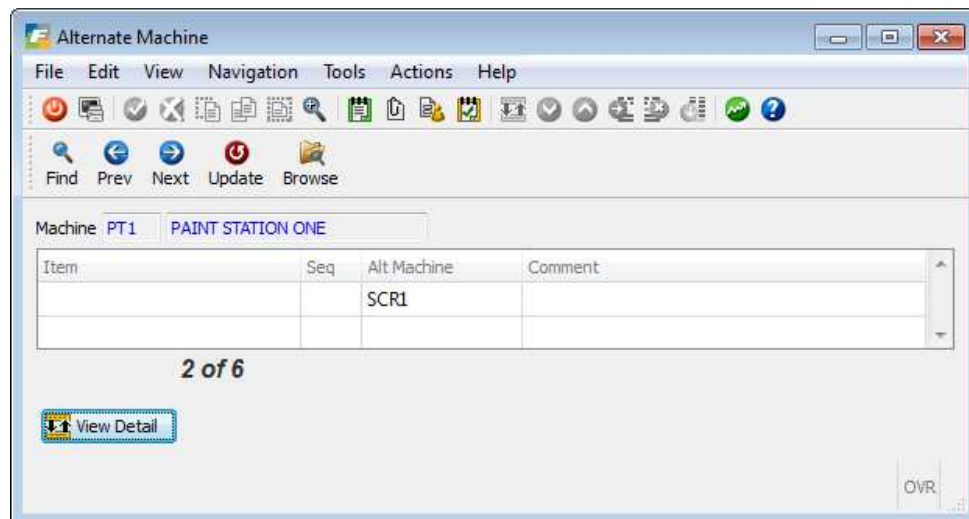 Alternate Machine
File Edit View Navigation Tools Actions Help
Find Prev Next Update Browse
Machine PT1 PAINT STATION ONE
Item Seq Alt Machine Comment
SCR1
2 of 6
View Detail
OVR